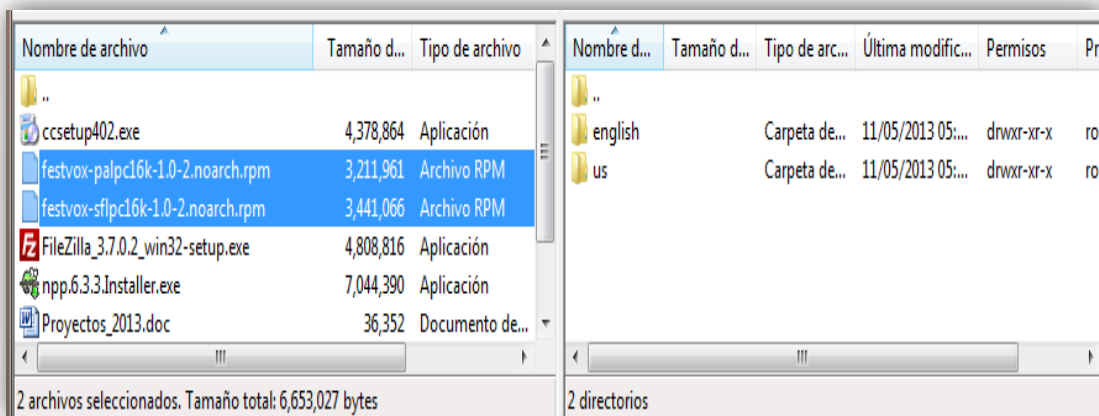 Nombre de archivo Tamaño d... Tipo de archivo
..
ccsetup402.exe 4,378,864 Aplicación
festvox-palpc16k-1.0-2.noarch.rpm 3,211,961 Archivo RPM
festvox-sflpc16k-1.0-2.noarch.rpm 3,441,066 Archivo RPM
FileZilla_3.7.0.2_win32-setup.exe 4,808,816 Aplicación
npp.6.3.3.Installer.exe 7,044,390 Aplicación
Proyectos_2013.doc 36,352 Documento de...
2 archivos seleccionados. Tamaño total: 6,653,027 bytes
Nombre d... Tamaño d... Tipo de arc... Última modific... Permisos Pr
..
english Carpeta de... 11/05/2013 05:... drwxr-xr-x ro
us Carpeta de... 11/05/2013 05:... drwxr-xr-x ro
2 directorios